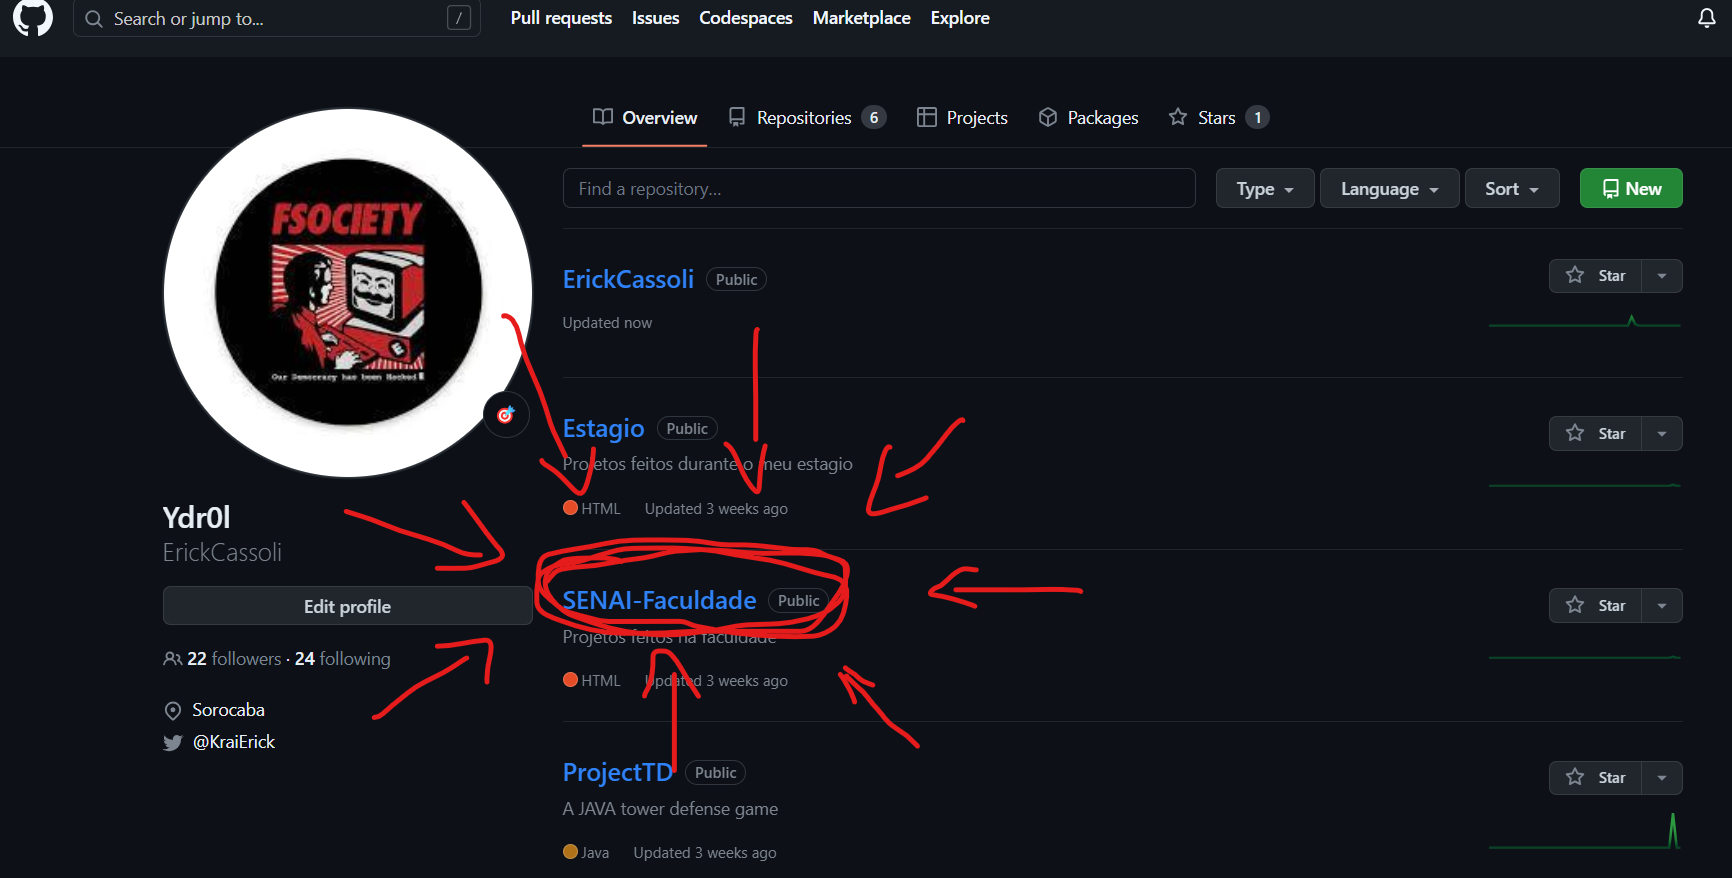 Search or jump to... /
Pull requests Issues Codespaces Marketplace Explore
Overview Repositories 6 Projects Packages Stars 1
Find a repository... Type Language Sort New
FSOCIETY
E
Our Democracy has been Hacked
Ydr0l
ErickCassoli
Edit profile
22 followers · 24 following
Sorocaba
@KraiErick
ErickCassoli Public Star
Updated now
Estagio Public Star
Projetos feitos durante o meu estagio
HTML Updated 3 weeks ago
SENAI-Faculdade Public Star
Projetos feitos na faculdade
HTML Updated 3 weeks ago
ProjectTD Public Star
A JAVA tower defense game
Java Updated 3 weeks ago